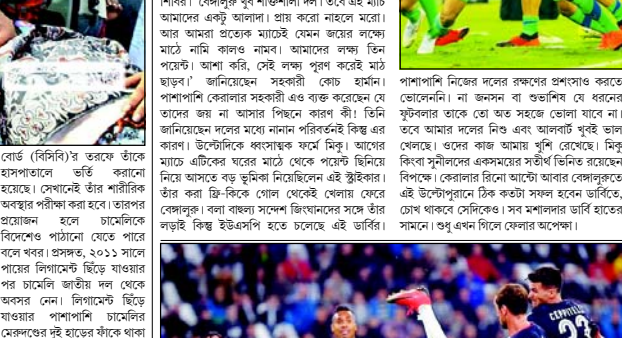 শিবির। 'বেঙ্গালুরু খুব শক্তিশালী দল। তবে এই ম্যাচ
আমাদের একটু আলাদা। প্রায় করো নাহলে মরো।
আর আমরা প্রত্যেক ম্যাচেই যেমন জয়ের লক্ষ্যে
মাঠে নামি কালও নামব। আমাদের লক্ষ্য তিন
পয়েন্ট। আশা করি, সেই লক্ষ্য পূরণ করেই মাঠ
ছাড়ব।' জানিয়েছেন সহকারী কোচ হার্মান।
পাশাপাশি কেরালার সহকারী এও ব্যক্ত করেছেন যে
তাদের জয় না আসার পিছনে কারণ কী! তিনি
জানিয়েছেন দলের মধ্যে নানান পরিবর্তনই কিন্তু এর
কারণ। উল্টোদিকে ধ্বংসাত্মক ফর্মে মিকু। আগের
ম্যাচে এটিকের ঘরের মাঠে থেকে পয়েন্ট ছিনিয়ে
নিয়ে আসতে বড় ভূমিকা নিয়েছিলেন এই স্ট্রাইকার।
তাঁর করা ফ্রি-কিকে গোল থেকেই খেলায় ফেরে
বেঙ্গালুরু। বলা বাহুল্য সন্দেশ জিংঘানদের সঙ্গে তাঁর
লড়াই কিন্তু ইউএসপি হতে চলেছে এই ডার্বির।
পাশাপাশি নিজের দলের রক্ষণের প্রশংসাও করতে
ভোলেননি। না জনসন বা শুভাশিষ যে ধরনের
ফুটবলার তাকে তো অত সহজে ভোলা যাবে না।
তবে আমার দলের নিশু এবং আলবার্ট খুবই ভাল
খেলছে। ওদের কাজ আমায় খুশি রেখেছে। মিকু
কিংবা সুনীলদের একসময়ের সতীর্থ ভিনিত রয়েছেন
বিপক্ষে। কেরালার রিনো আন্টো আবার বেঙ্গালুরুতে
এই উল্টোপুরানে ঠিক কতটা সফল হবেন ডার্বিতে,
চোখ থাকবে সেদিকেও। সব মশালদার ডার্বি হাতের
সামনে। শুধু এখন গিলে ফেলার অপেক্ষা।
বোর্ড (বিসিবি)'র তরফে তাঁকে
হাসপাতালে ভর্তি করানো
হয়েছে। সেখানেই তাঁর শারীরিক
অবস্থার পরীক্ষা করা হবে। তারপর
প্রয়োজন হলে চামেলিকে
বিদেশেও পাঠানো যেতে পারে
বলে খবর। প্রসঙ্গত, ২০১১ সালে
পায়ের লিগামেন্ট ছিঁড়ে যাওয়ার
পর চামেলি জাতীয় দল থেকে
অবসর নেন। লিগামেন্ট ছিঁড়ে
যাওয়ার পাশাপাশি চামেলির
মেরুদণ্ডের দুই হাড়ের ফাঁকে থাকা
CEPPITELLI
23